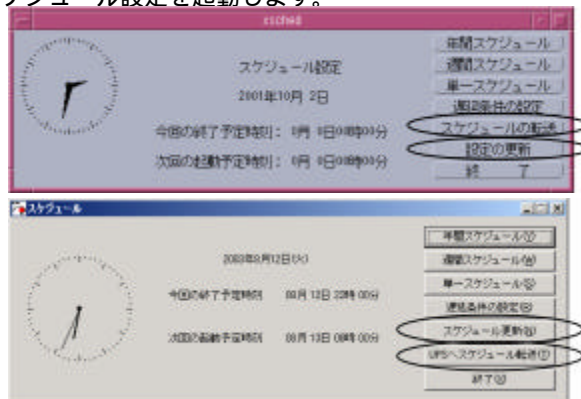 ケジュール設定を起動します。
xsched
スケジュール設定
2001年10月 2日
今回の終了予定時刻： 0月 0日00時00分
次回の起動予定時刻： 0月 0日00時00分
年間スケジュール
週間スケジュール
単一スケジュール
遅延条件の設定
スケジュールの転送
設定の更新
終 了
スケジュール
2003年8月12日(火)
今回の終了予定時刻 08月 12日 22時 00分
次回の起動予定時刻 08月 13日 08時 00分
年間スケジュール(Y)
週間スケジュール(W)
単一スケジュール(S)
遅延条件の設定(E)
スケジュール更新(U)
UPSへスケジュール転送(T)
終了(X)